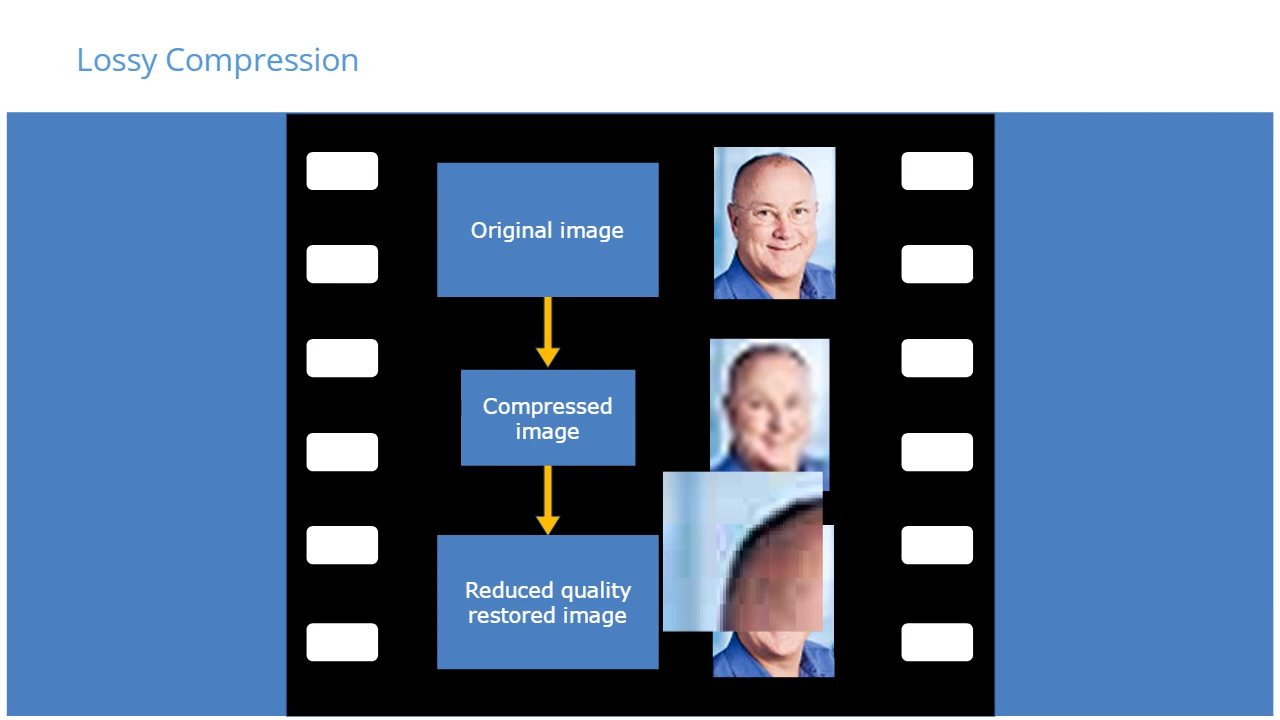 Lossy Compression
Original image
Compressed
image
Reduced quality
restored image